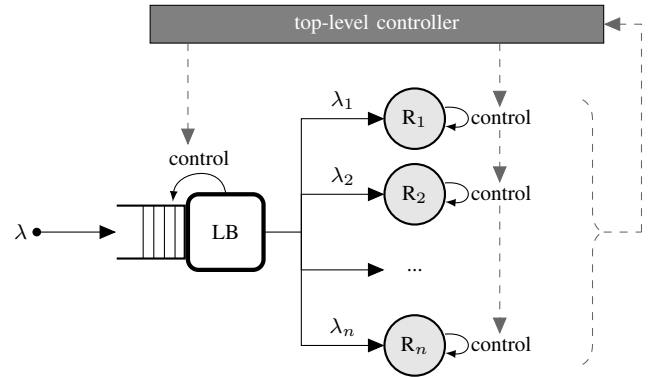 top-level controller
λ₁
R₁
control
control
λ₂
R₂
control
λ
LB
...
λₙ
Rₙ
control